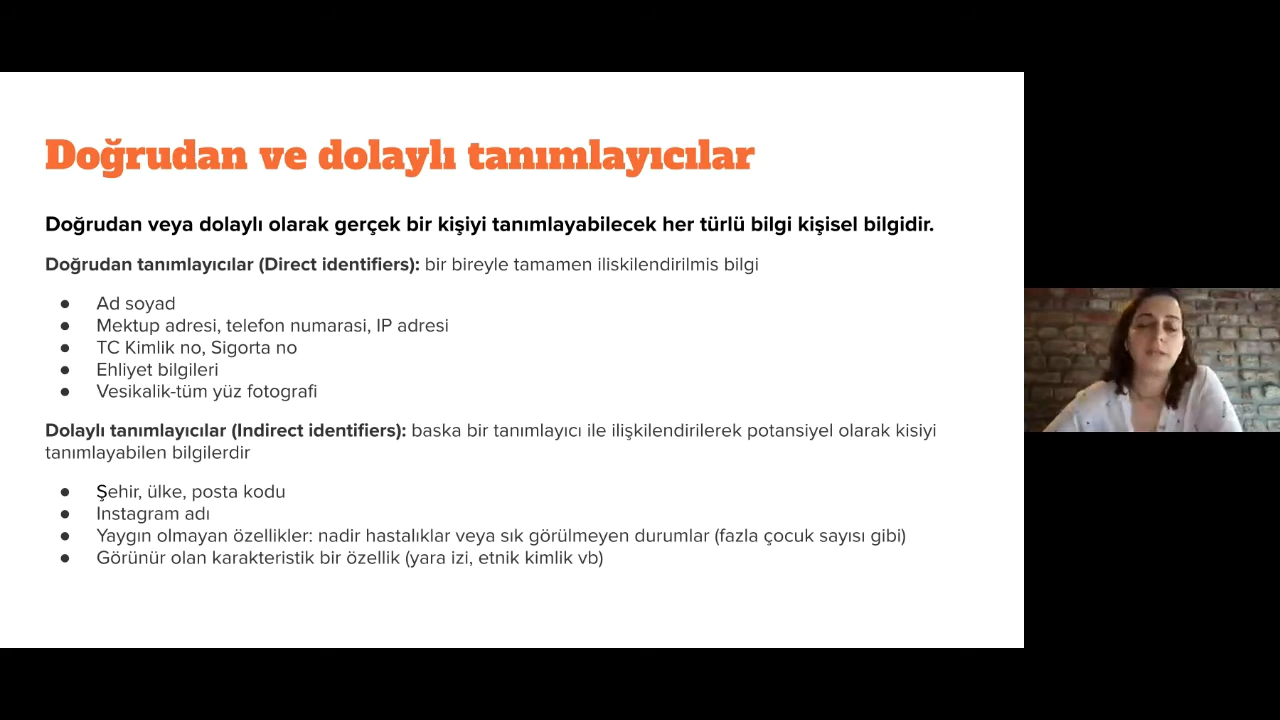 Doğrudan ve dolaylı tanımlayıcılar
Doğrudan veya dolaylı olarak gerçek bir kişiyi tanımlayabilecek her türlü bilgi kişisel bilgidir.
Doğrudan tanımlayıcılar (Direct identifiers): bir bireyle tamamen iliskilendirilmis bilgi
● Ad soyad
● Mektup adresi, telefon numarasi, IP adresi
● TC Kimlik no, Sigorta no
● Ehliyet bilgileri
● Vesikalik-tüm yüz fotografi
Dolaylı tanımlayıcılar (Indirect identifiers): baska bir tanımlayıcı ile ilişkilendirilerek potansiyel olarak kisiyi
tanımlayabilen bilgilerdir
● Şehir, ülke, posta kodu
● Instagram adı
● Yaygın olmayan özellikler: nadir hastalıklar veya sık görülmeyen durumlar (fazla çocuk sayısı gibi)
● Görünür olan karakteristik bir özellik (yara izi, etnik kimlik vb)